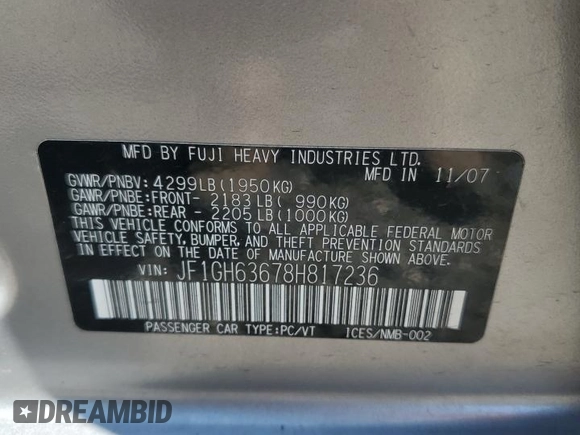 MFD BY FUJI HEAVY INDUSTRIES LTD.
GVWR/PNBV: 4299LB(1950KG) MFD IN 11/07
GAWR/PNBE:FRONT- 2183LB( 990KG)
GAWR/PNBE:REAR - 2205LB(1000KG)
THIS VEHICLE CONFORMS TO ALL APPLICABLE FEDERAL MOTOR
VEHICLE SAFETY, BUMPER, AND THEFT PREVENTION STANDARDS
IN EFFECT ON THE DATE OF MANUFACTURE SHOWN ABOVE.
VIN: JF1GH63678H817236
PASSENGER CAR TYPE:PC/VT ICES/NMB-002
DREAMBID